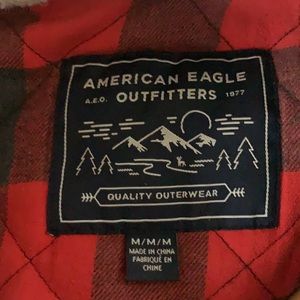 AMERICAN EAGLE
A.E.O. OUTFITTERS 1977
QUALITY OUTERWEAR
M/M/M
MADE IN CHINA
FABRIQUÉ EN
CHINE